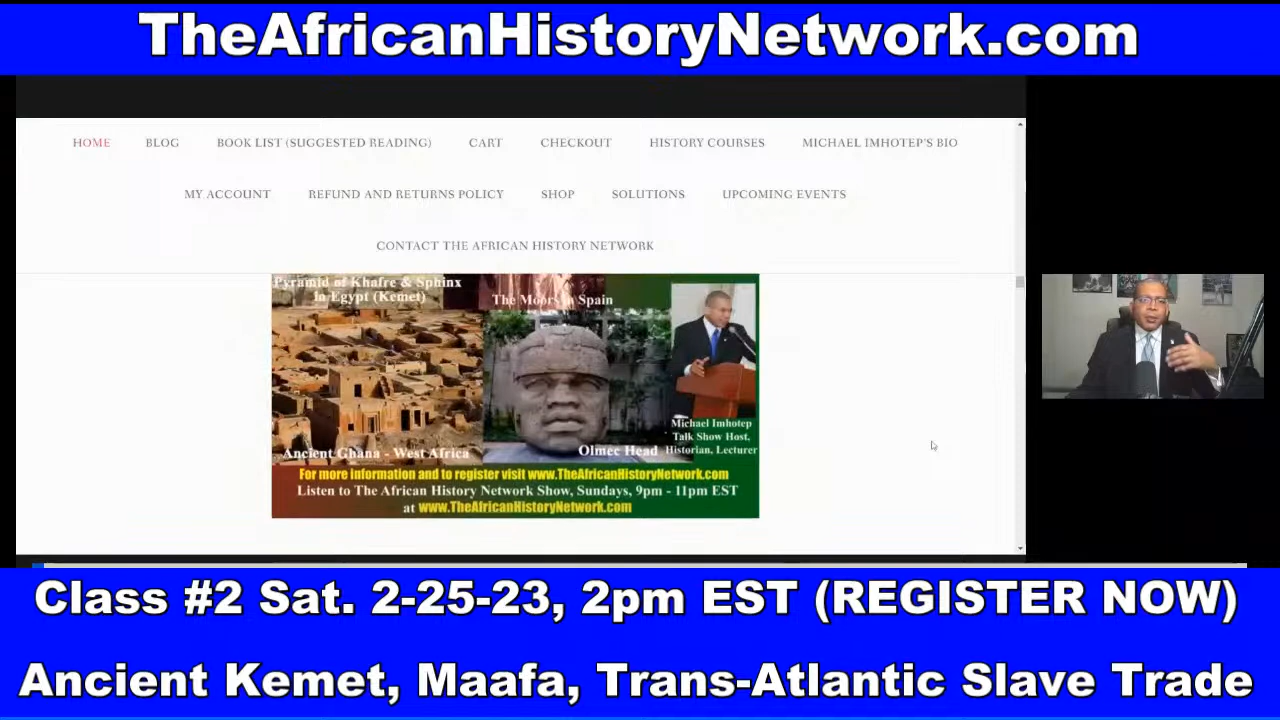 TheAfricanHistoryNetwork.com
HOME BLOG BOOK LIST (SUGGESTED READING) CART CHECKOUT HISTORY COURSES MICHAEL IMHOTEP'S BIO
MY ACCOUNT REFUND AND RETURNS POLICY SHOP SOLUTIONS UPCOMING EVENTS
CONTACT THE AFRICAN HISTORY NETWORK
Pyramid of Khafre & Sphinx
in Egypt (Kemet)
The Moors in Spain
Michael Imhotep
Talk Show Host,
Historian, Lecturer
Ancient Ghana - West Africa
Olmec Head
For more information and to register visit www.TheAfricanHistoryNetwork.com
Listen to The African History Network Show, Sundays, 9pm - 11pm EST
at www.TheAfricanHistoryNetwork.com
Class #2 Sat. 2-25-23, 2pm EST (REGISTER NOW)
Ancient Kemet, Maafa, Trans-Atlantic Slave Trade